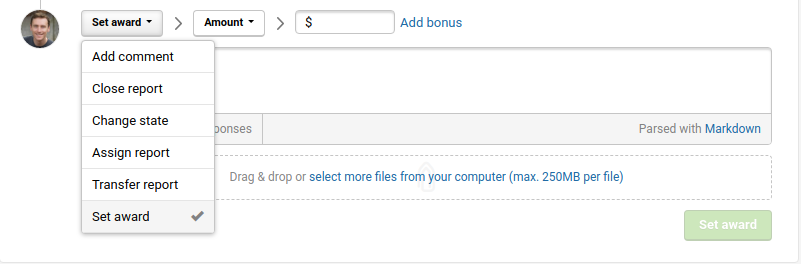 Set award Amount $ Add bonus
Add comment
Close report
Change state
Assign report
Transfer report
Set award
ponses Parsed with Markdown
Drag & drop or select more files from your computer (max. 250MB per file)
Set award